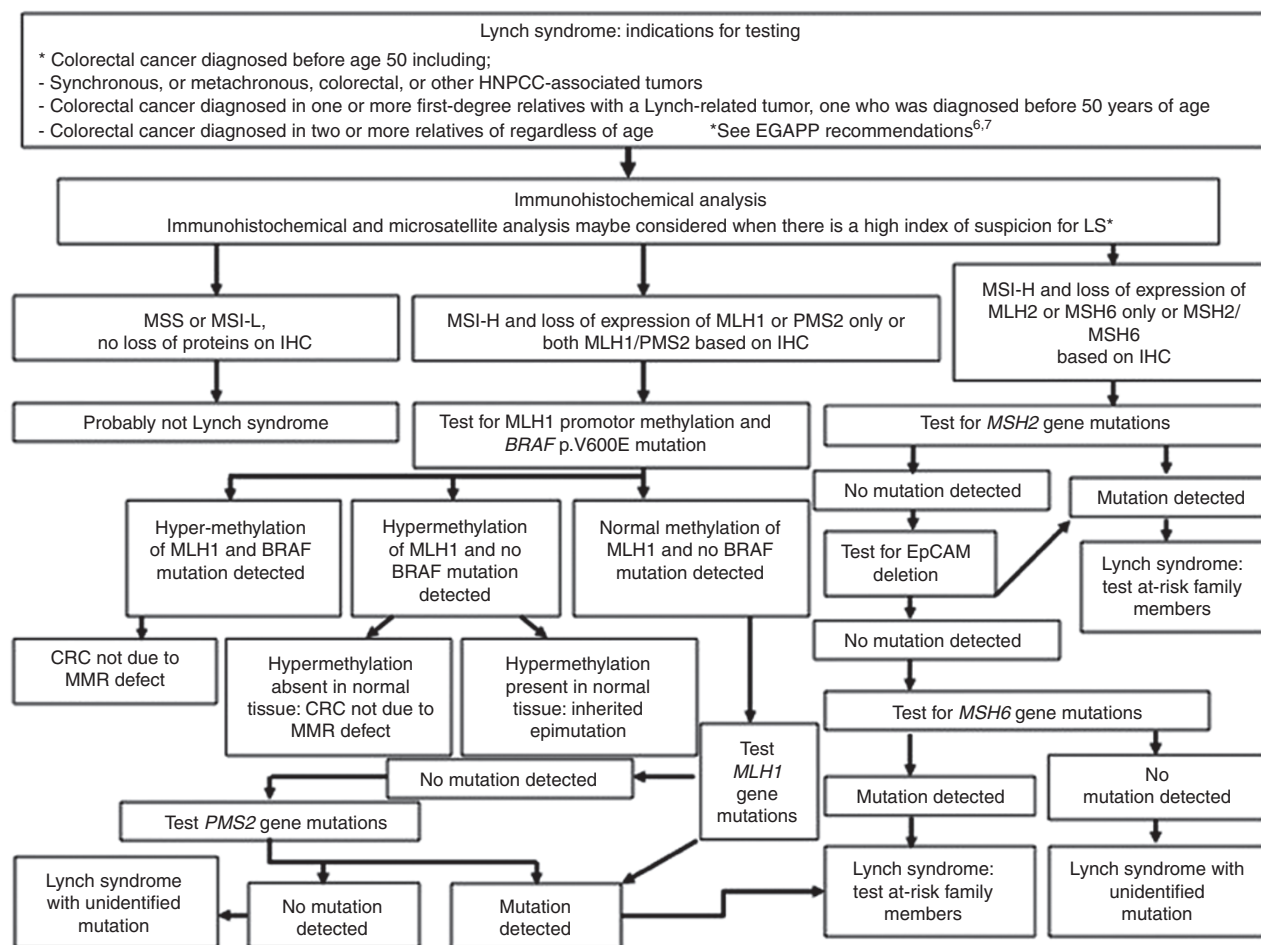 Lynch syndrome: indications for testing
* Colorectal cancer diagnosed before age 50 including;
- Synchronous, or metachronous, colorectal, or other HNPCC-associated tumors
- Colorectal cancer diagnosed in one or more first-degree relatives with a Lynch-related tumor, one who was diagnosed before 50 years of age
- Colorectal cancer diagnosed in two or more relatives of regardless of age *See EGAPP recommendations6,7
Immunohistochemical analysis
Immunohistochemical and microsatellite analysis maybe considered when there is a high index of suspicion for LS*
MSS or MSI-L,
no loss of proteins on IHC
MSI-H and loss of expression of MLH1 or PMS2 only or
both MLH1/PMS2 based on IHC
MSI-H and loss of expression of
MLH2 or MSH6 only or MSH2/
MSH6
based on IHC
Probably not Lynch syndrome
Test for MLH1 promotor methylation and
BRAF p.V600E mutation
Test for MSH2 gene mutations
No mutation detected
Mutation detected
Hyper-methylation
of MLH1 and BRAF
mutation detected
Hypermethylation
of MLH1 and no
BRAF mutation
detected
Normal methylation of
MLH1 and no BRAF
mutation detected
Test for EpCAM
deletion
Lynch syndrome:
test at-risk family
members
No mutation detected
CRC not due to
MMR defect
Hypermethylation
absent in normal
tissue: CRC not due to
MMR defect
Hypermethylation
present in normal
tissue: inherited
epimutation
Test for MSH6 gene mutations
Test
MLH1
gene
mutations
No mutation detected
Mutation detected
No
mutation detected
Test PMS2 gene mutations
Lynch syndrome
with unidentified
mutation
No mutation
detected
Mutation
detected
Lynch syndrome:
test at-risk family
members
Lynch syndrome with
unidentified
mutation